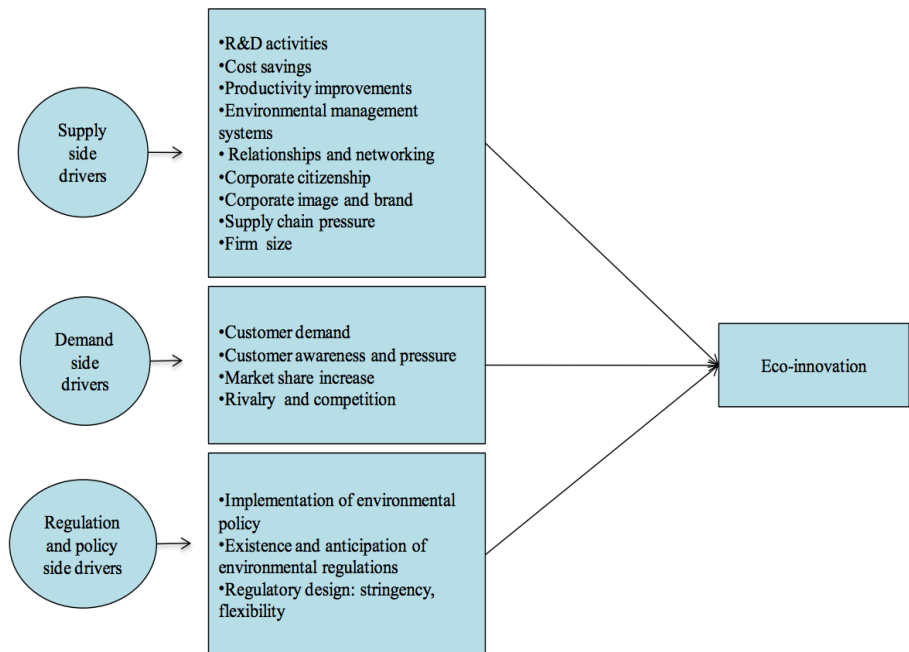 Supply
side
drivers
•R&D activities
•Cost savings
•Productivity improvements
•Environmental management
systems
• Relationships and networking
•Corporate citizenship
•Corporate image and brand
•Supply chain pressure
•Firm size
Demand
side
drivers
•Customer demand
•Customer awareness and pressure
•Market share increase
•Rivalry and competition
Eco-innovation
Regulation
and policy
side drivers
•Implementation of environmental
policy
•Existence and anticipation of
environmental regulations
•Regulatory design: stringency,
flexibility